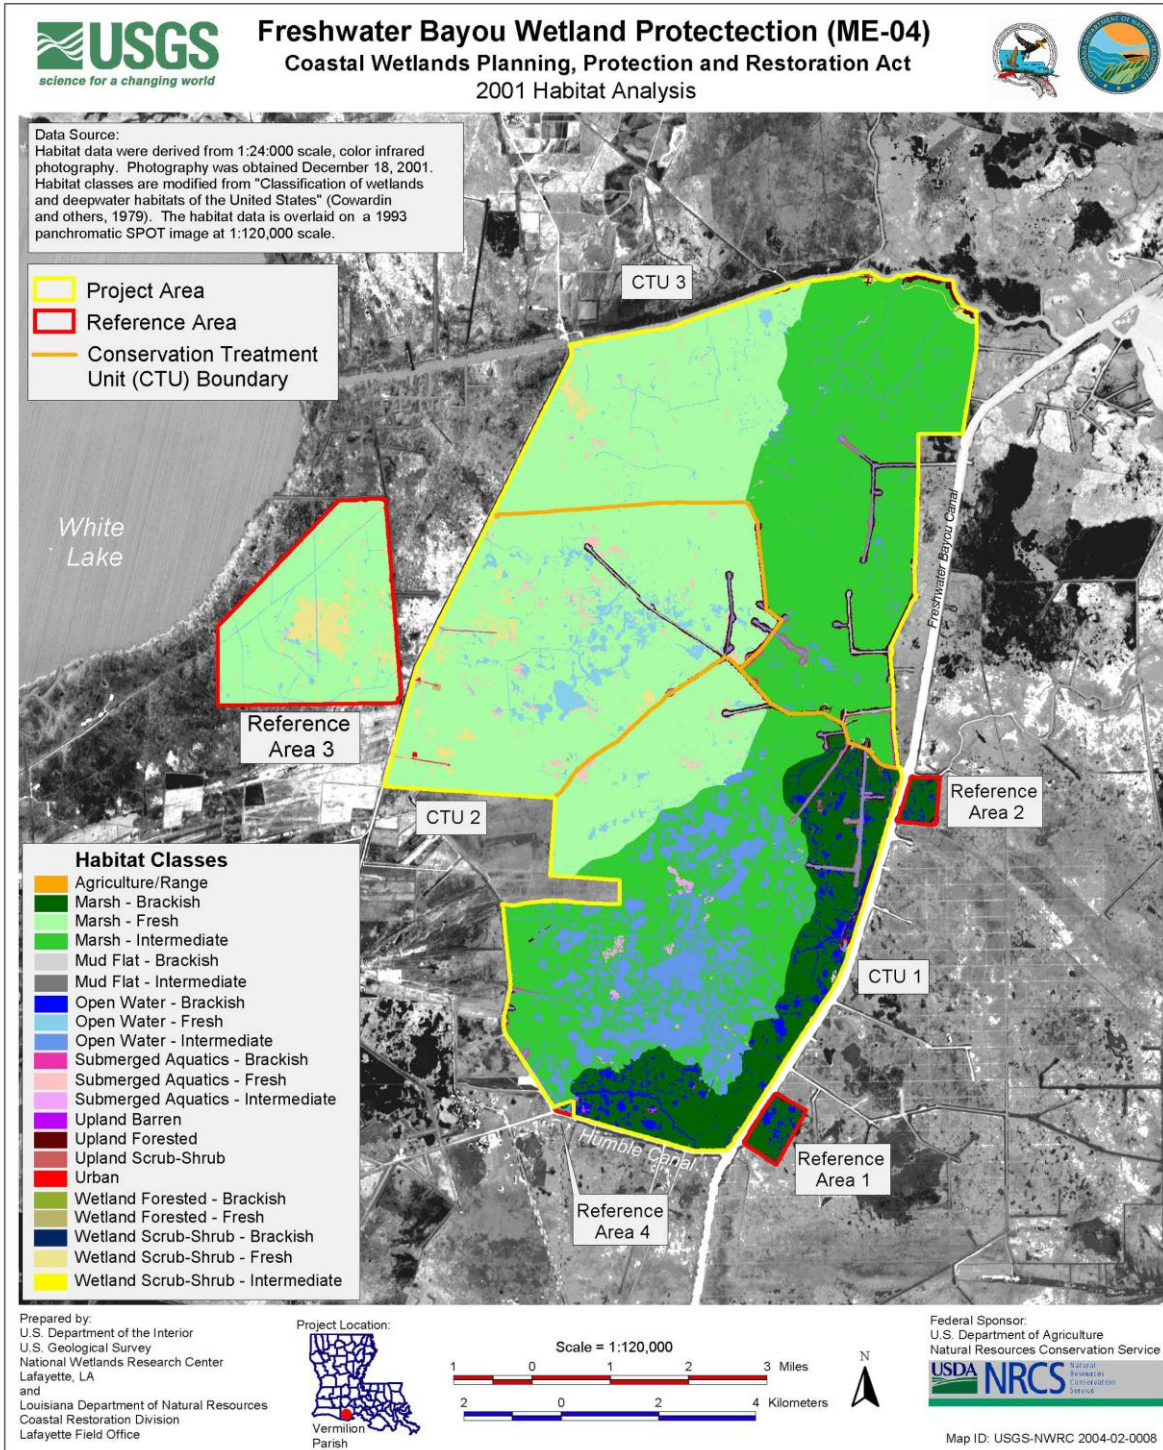 USGS
science for a changing world
Freshwater Bayou Wetland Protectection (ME-04)
Coastal Wetlands Planning, Protection and Restoration Act
2001 Habitat Analysis
Data Source:
Habitat data were derived from 1:24:000 scale, color infrared
photography. Photography was obtained December 18, 2001.
Habitat classes are modified from "Classification of wetlands
and deepwater habitats of the United States" (Cowardin
and others, 1979). The habitat data is overlaid on a 1993
panchromatic SPOT image at 1:120,000 scale.
Project Area
Reference Area
Conservation Treatment
Unit (CTU) Boundary
CTU 3
White
Lake
Freshwater Bayou Canal
Reference
Area 3
CTU 2
Reference
Area 2
CTU 1
Humble Canal
Reference
Area 1
Reference
Area 4
Habitat Classes
Agriculture/Range
Marsh - Brackish
Marsh - Fresh
Marsh - Intermediate
Mud Flat - Brackish
Mud Flat - Intermediate
Open Water - Brackish
Open Water - Fresh
Open Water - Intermediate
Submerged Aquatics - Brackish
Submerged Aquatics - Fresh
Submerged Aquatics - Intermediate
Upland Barren
Upland Forested
Upland Scrub-Shrub
Urban
Wetland Forested - Brackish
Wetland Forested - Fresh
Wetland Scrub-Shrub - Brackish
Wetland Scrub-Shrub - Fresh
Wetland Scrub-Shrub - Intermediate
Prepared by:
U.S. Department of the Interior
U.S. Geological Survey
National Wetlands Research Center
Lafayette, LA
and
Louisiana Department of Natural Resources
Coastal Restoration Division
Lafayette Field Office
Project Location:
Vermilion
Parish
Scale = 1:120,000
1 0 1 2 3 Miles
2 0 2 4 Kilometers
N
Federal Sponsor:
U.S. Department of Agriculture
Natural Resources Conservation Service
USDA NRCS
Natural
Resources
Conservation
Service
Map ID: USGS-NWRC 2004-02-0008